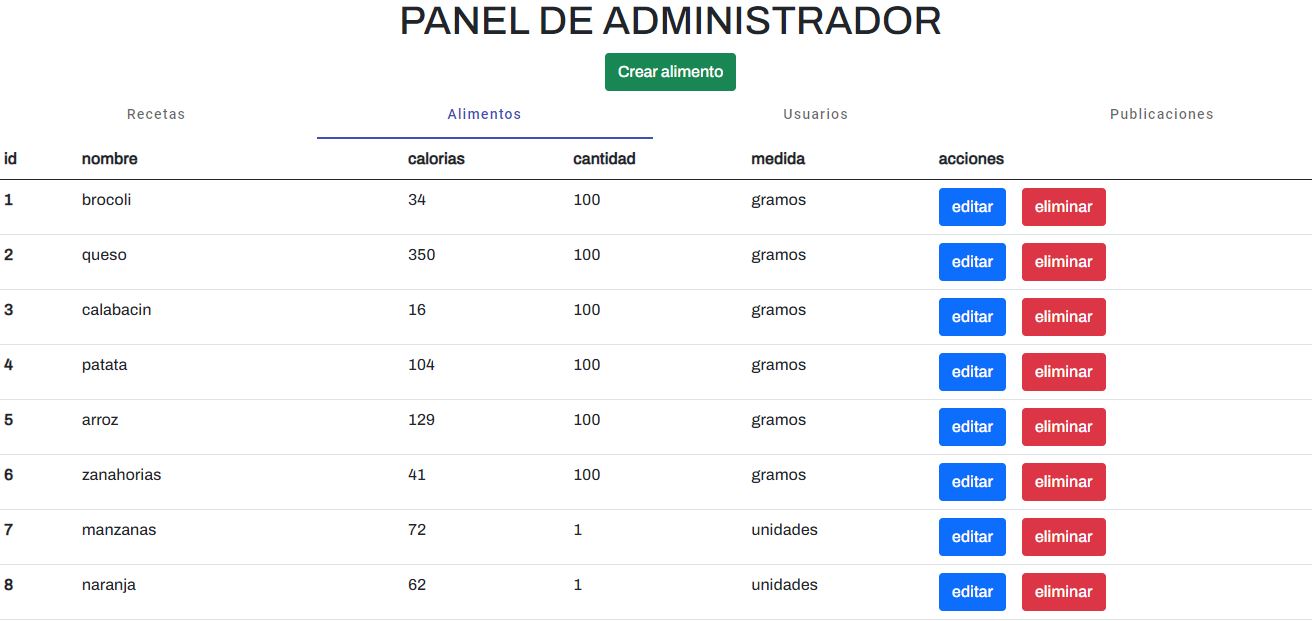 PANEL DE ADMINISTRADOR
Crear alimento
Recetas Alimentos Usuarios Publicaciones
id nombre calorias cantidad medida acciones
1 brocoli 34 100 gramos editar eliminar
2 queso 350 100 gramos editar eliminar
3 calabacin 16 100 gramos editar eliminar
4 patata 104 100 gramos editar eliminar
5 arroz 129 100 gramos editar eliminar
6 zanahorias 41 100 gramos editar eliminar
7 manzanas 72 1 unidades editar eliminar
8 naranja 62 1 unidades editar eliminar